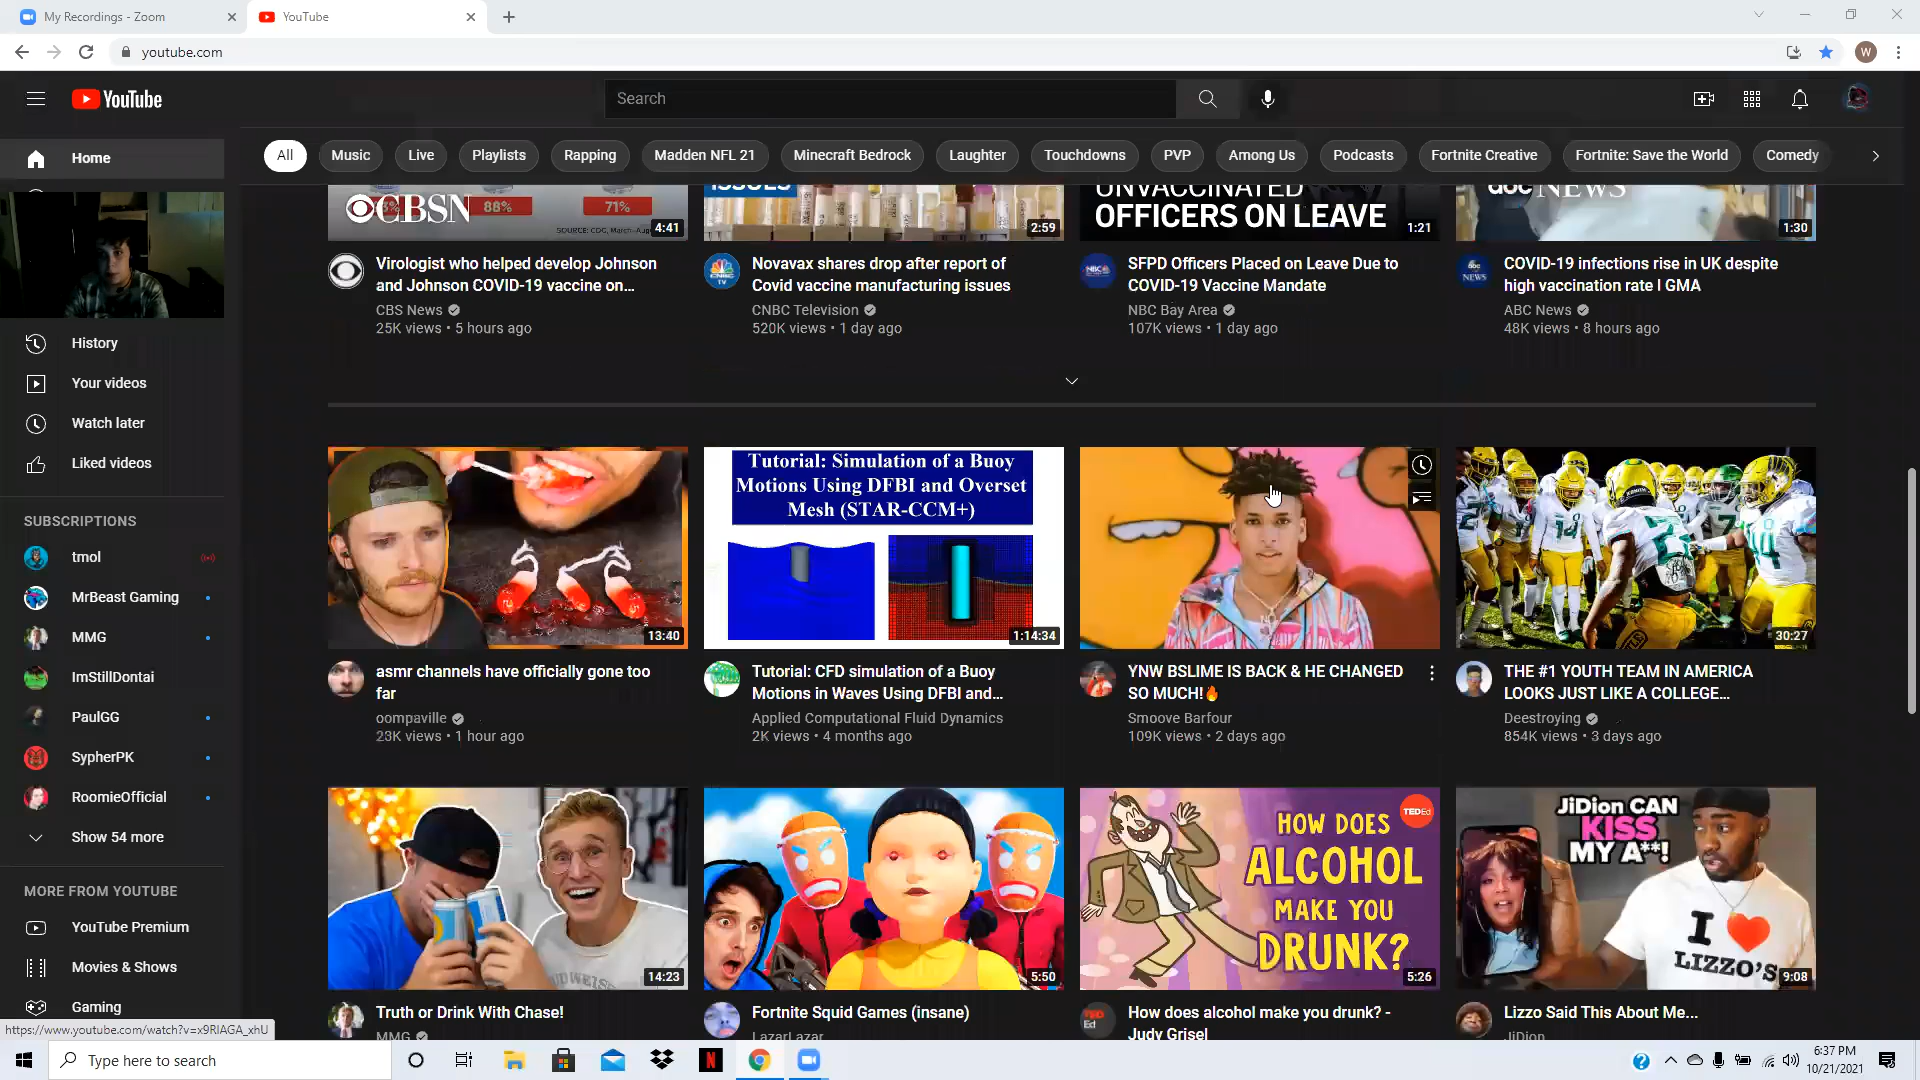 My Recordings - Zoom
YouTube
youtube.com
W
YouTube
Search
Home
All
Music
Live
Playlists
Rapping
Madden NFL 21
Minecraft Bedrock
Laughter
Touchdowns
PVP
Among Us
Podcasts
Fortnite Creative
Fortnite: Save the World
Comedy
History
Your videos
Watch later
Liked videos
SUBSCRIPTIONS
tmol
MrBeast Gaming
MMG
ImStillDontai
PaulGG
SypherPK
RoomieOfficial
Show 54 more
MORE FROM YOUTUBE
YouTube Premium
Movies & Shows
Gaming
CBSN
88%
71%
SOURCE: CDC, March-Aug
4:41
Virologist who helped develop Johnson
and Johnson COVID-19 vaccine on...
CBS News
25K views • 5 hours ago
ISSUES
2:59
Novavax shares drop after report of
Covid vaccine manufacturing issues
CNBC Television
520K views • 1 day ago
UNVACCINATED
OFFICERS ON LEAVE
1:21
SFPD Officers Placed on Leave Due to
COVID-19 Vaccine Mandate
NBC Bay Area
107K views • 1 day ago
abc NEWS
1:30
COVID-19 infections rise in UK despite
high vaccination rate l GMA
ABC News
48K views • 8 hours ago
13:40
asmr channels have officially gone too
far
oompaville
23K views • 1 hour ago
Tutorial: Simulation of a Buoy
Motions Using DFBI and Overset
Mesh (STAR-CCM+)
1:14:34
Tutorial: CFD simulation of a Buoy
Motions in Waves Using DFBI and...
Applied Computational Fluid Dynamics
2K views • 4 months ago
YNW BSLIME IS BACK & HE CHANGED
SO MUCH!🔥
Smoove Barfour
109K views • 2 days ago
30:27
THE #1 YOUTH TEAM IN AMERICA
LOOKS JUST LIKE A COLLEGE...
Deestroying
854K views • 3 days ago
14:23
Truth or Drink With Chase!
MMG
5:50
Fortnite Squid Games (insane)
LazarLazar
TEDEd
HOW DOES
ALCOHOL
MAKE YOU
DRUNK?
5:26
How does alcohol make you drunk? -
Judy Grisel
JiDion CAN
KISS
MY A**!
I
LIZZO'S
9:08
Lizzo Said This About Me...
JiDion
https://www.youtube.com/watch?v=x9RIAGA_xhU
Type here to search
6:37 PM
10/21/2021